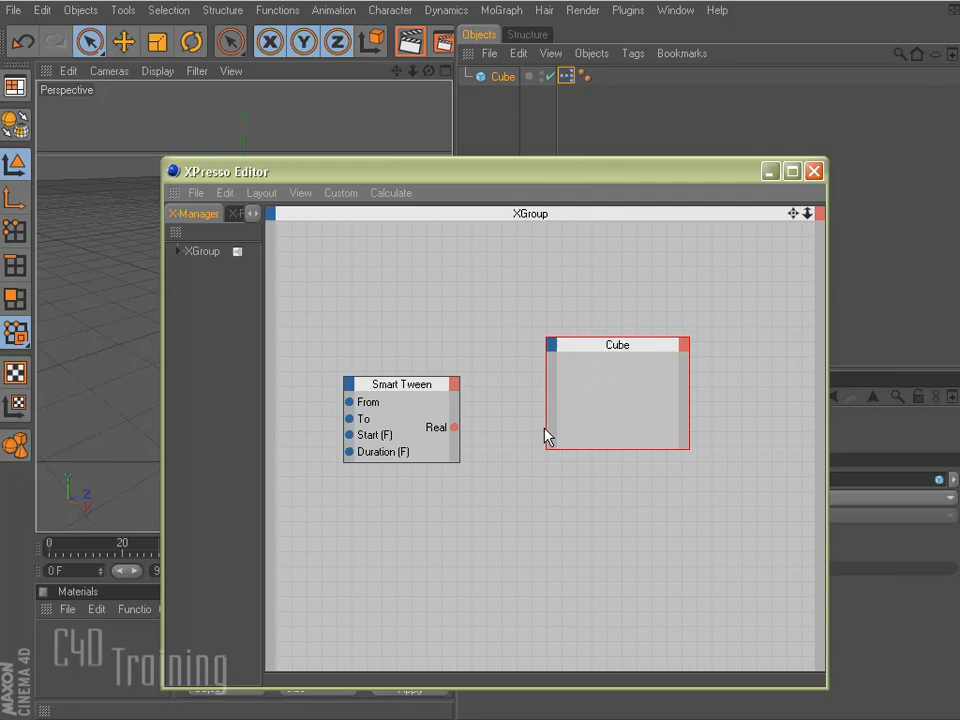 File Edit Objects Tools Selection Structure Functions Animation Character Dynamics MoGraph Hair Render Plugins Window Help
Objects Structure
File Edit View Objects Tags Bookmarks
Edit Cameras Display Filter View
Cube
Perspective
Y
XPresso Editor
File Edit Layout View Custom Calculate
X-Manager X-F
XGroup
XGroup
Cube
Smart Tween
From
To
Start (F)
Real
Duration (F)
Y
Z
X
0 20
0 F 9
Materials
File Edit Functio
C4D Training
Apply
MAXON
CINEMA 4D